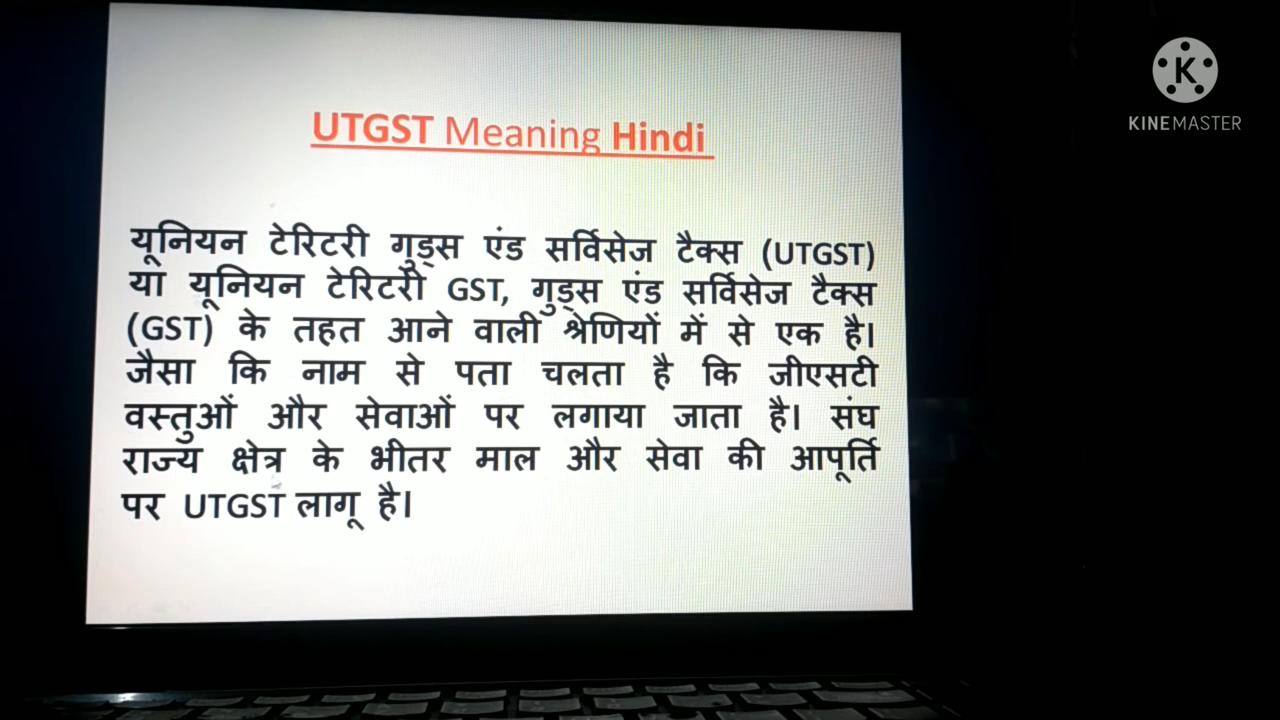 UTGST Meaning Hindi
यूनियन टेरिटरी गुड्स एंड सर्विसेज टैक्स (UTGST)
या यूनियन टेरिटरी GST, गुड्स एंड सर्विसेज टैक्स
(GST) के तहत आने वाली श्रेणियों में से एक है।
जैसा कि नाम से पता चलता है कि जीएसटी
वस्तुओं और सेवाओं पर लगाया जाता है। संघ
राज्य क्षेत्र के भीतर माल और सेवा की आपूर्ति
पर UTGST लागू है।
K
KINEMASTER